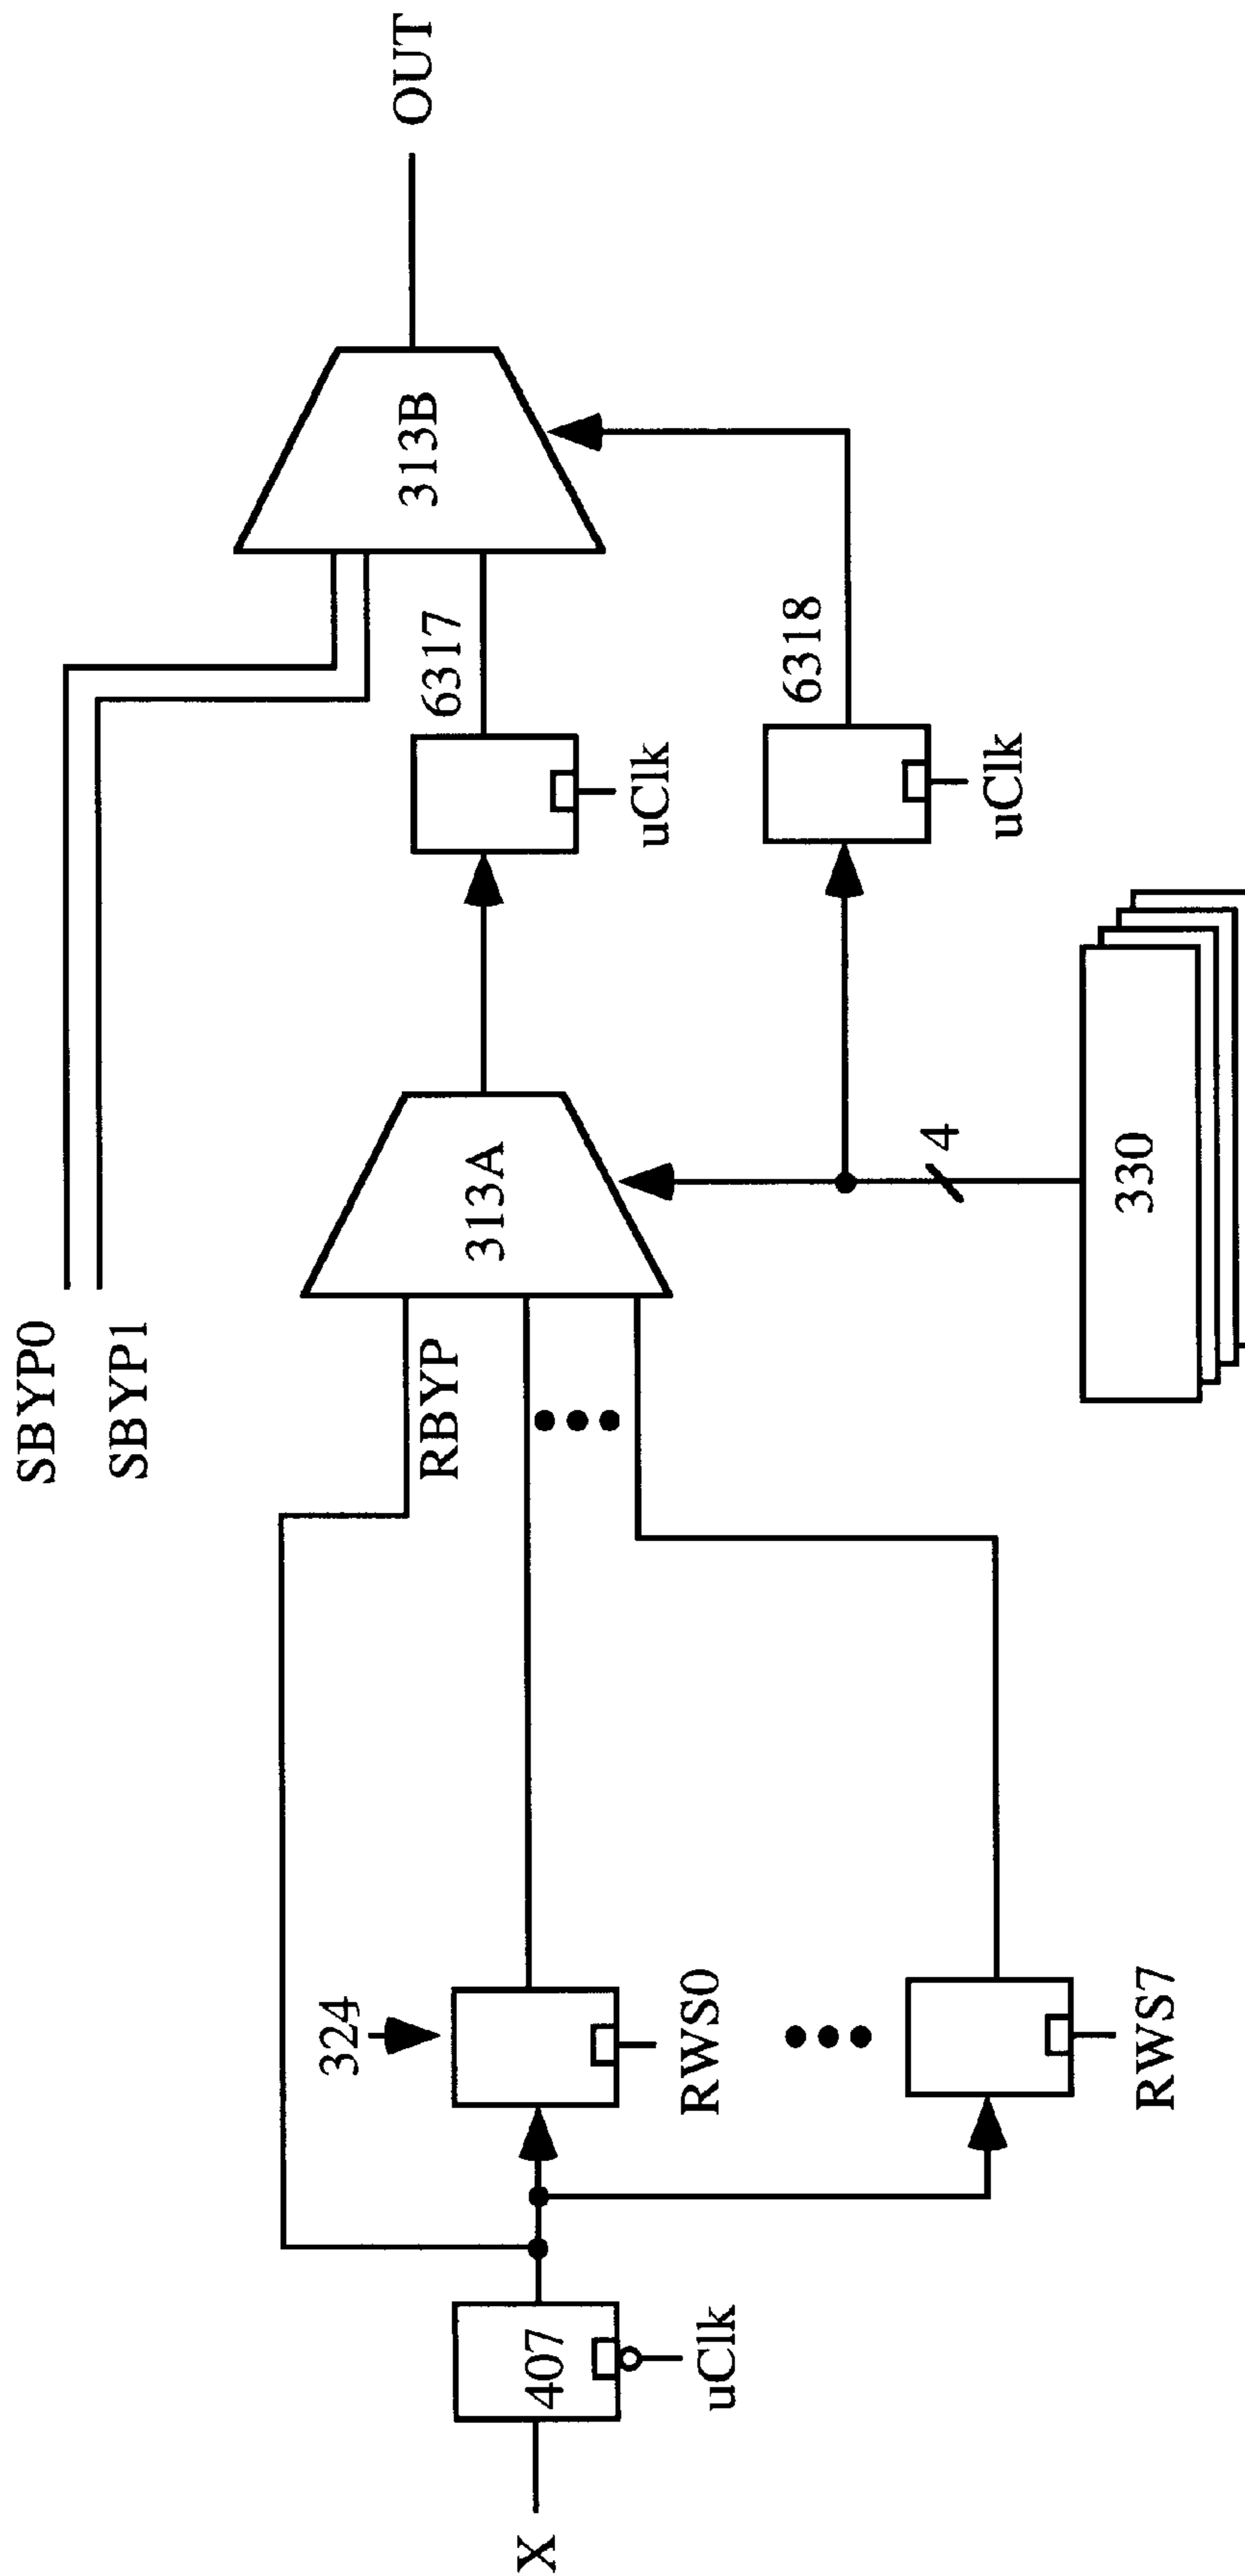 SBYP0
SBYP1
OUT
313B
6317
uClk
6318
uClk
313A
RBYP
4
330
324
RWS0
RWS7
407
uClk
X